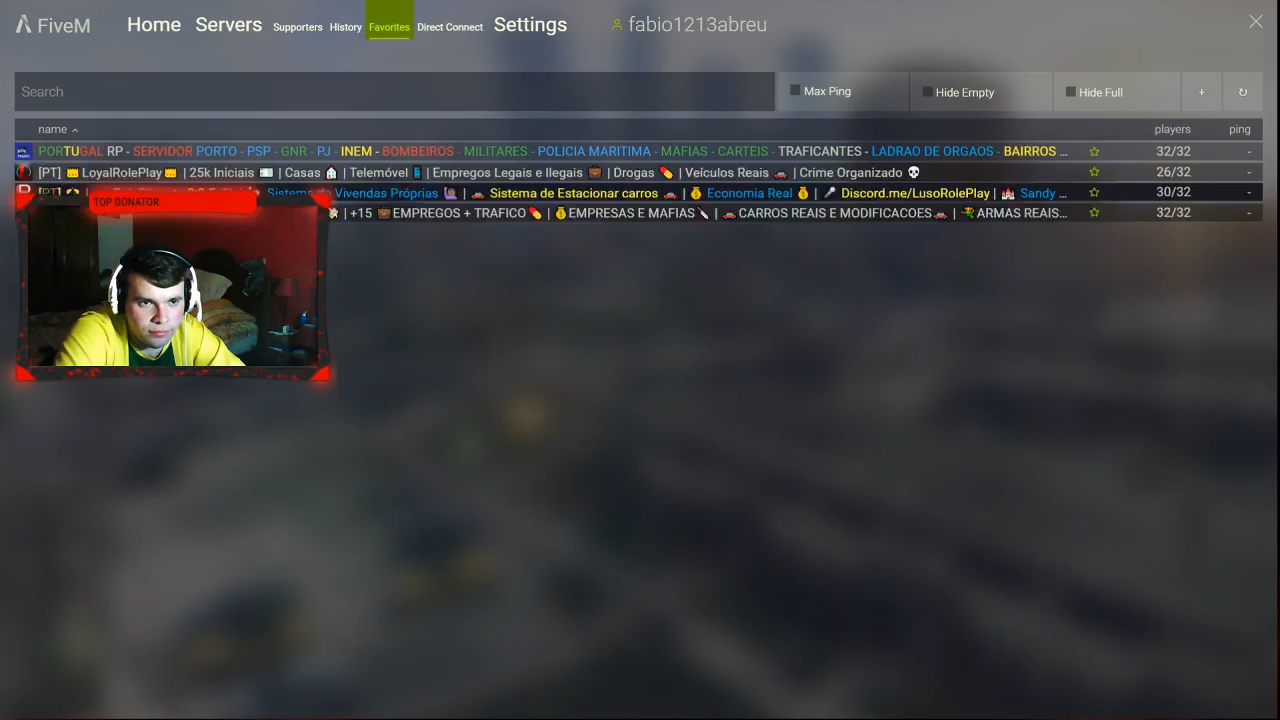 FiveM Home Servers Supporters History Favorites Direct Connect Settings fabio1213abreu
Search Max Ping Hide Empty + Hide Full ↻
name players ping
PORTUGAL RP - SERVIDOR PORTO - PSP - GNR - PJ - INEM - BOMBEIROS - MILITARES - POLICIA MARITIMA - MAFIAS - CARTEIS - TRAFICANTES - LADRAO DE ORGAOS - BAIRROS ... 32/32 -
[PT] 👑 LoyalRolePlay 👑 | 25k Iniciais 💵 | Casas 🏠 | Telemóvel 📱 | Empregos Legais e Ilegais 💼 | Drogas 💊 | Veículos Reais 🚗 | Crime Organizado 💀 26/32 -
Sistema de Vivendas Próprias 🙋🏽 | 🚗 Sistema de Estacionar carros 🚗 | 💰 Economia Real 💰 | 🎤 Discord.me/LusoRolePlay | 🏰 Sandy ... 30/32 -
TOP DONATOR
| +15 💼 EMPREGOS + TRAFICO 💊 | 💰 EMPRESAS E MAFIAS 🔪 | 🚗 CARROS REAIS E MODIFICACOES 🚗 | 🔫 ARMAS REAIS... 32/32 -